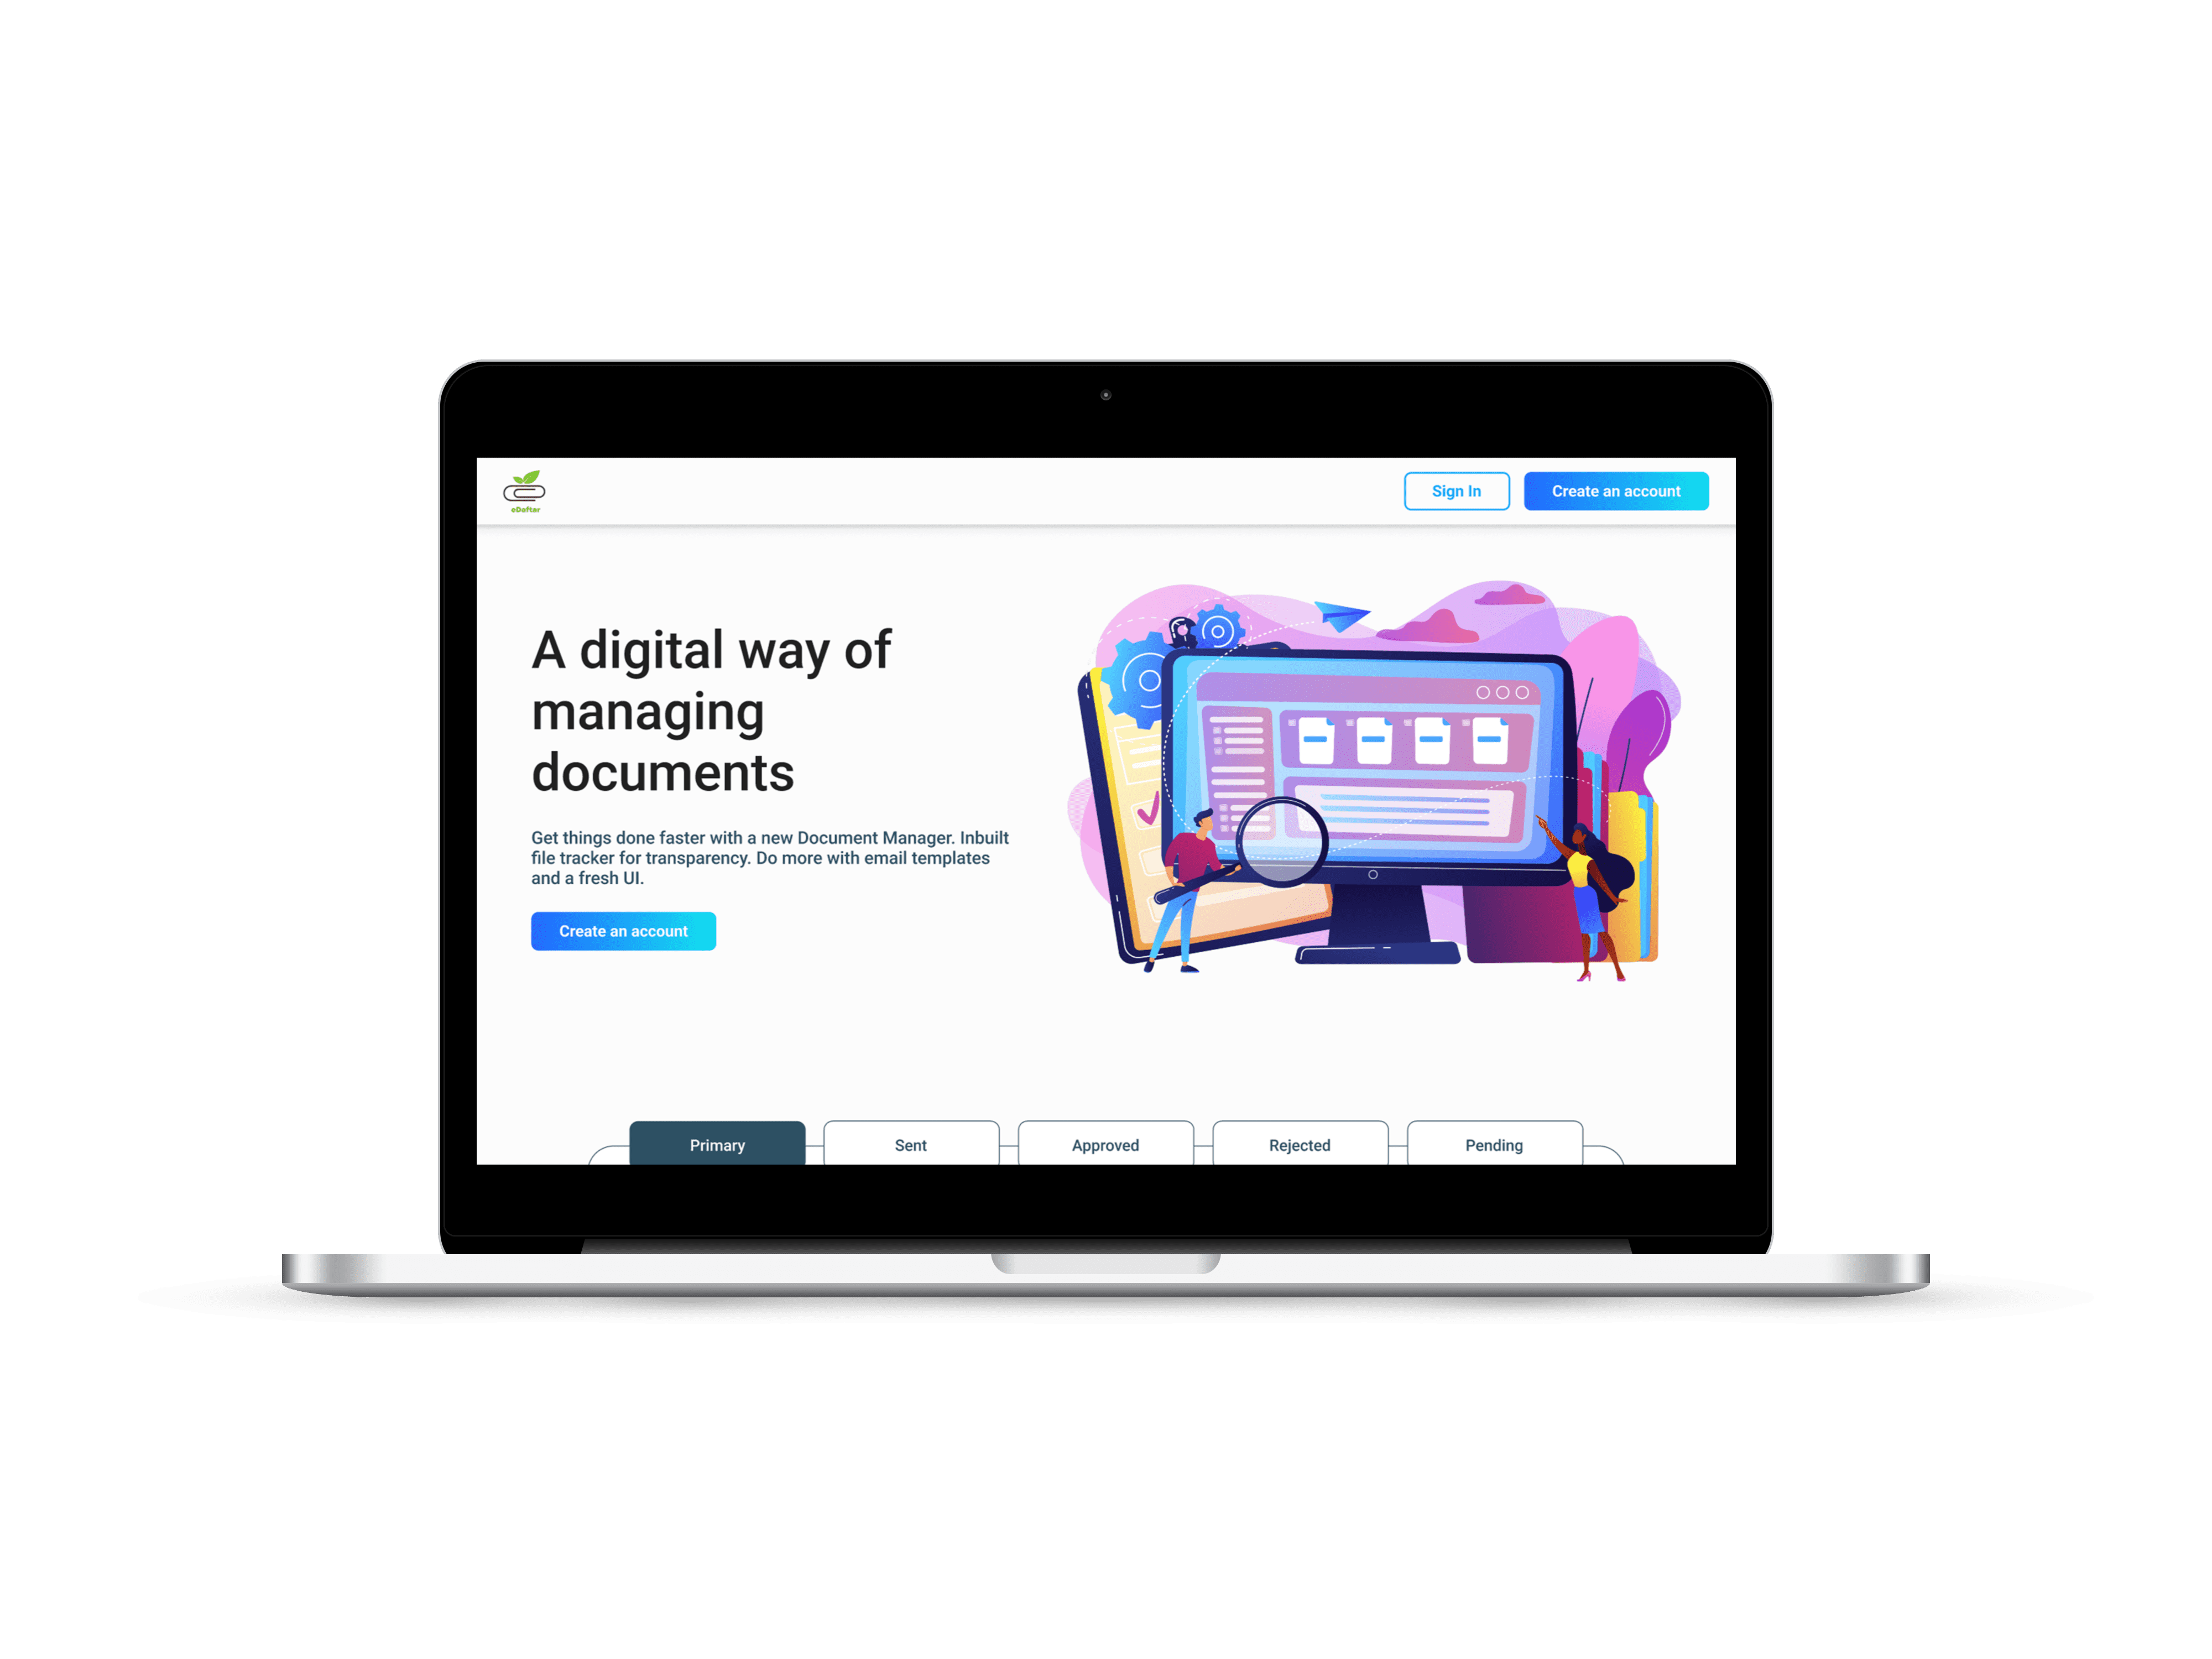 eDaftar
Sign In
Create an account
A digital way of
managing
documents
Get things done faster with a new Document Manager. Inbuilt
file tracker for transparency. Do more with email templates
and a fresh UI.
Create an account
Primary
Sent
Approved
Rejected
Pending